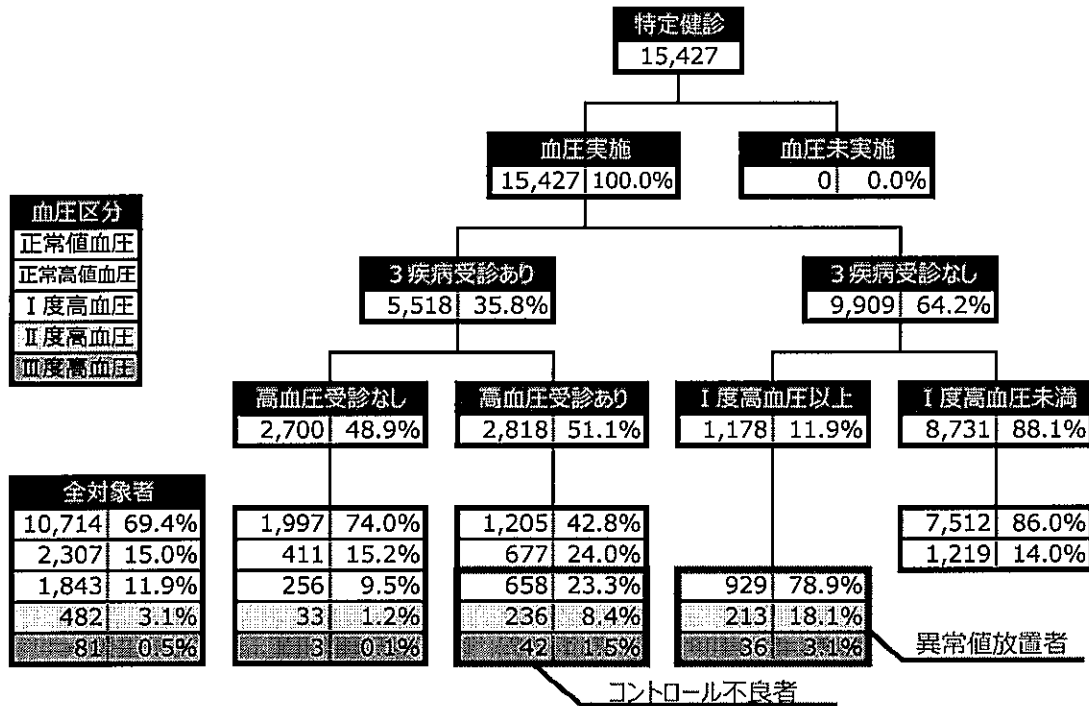 特定健診
15,427
血圧実施
15,427 100.0%
血圧未実施
0 0.0%
血圧区分
正常値血圧
正常高値血圧
Ⅰ度高血圧
Ⅱ度高血圧
Ⅲ度高血圧
3疾病受診あり
5,518 35.8%
3疾病受診なし
9,909 64.2%
高血圧受診なし
2,700 48.9%
高血圧受診あり
2,818 51.1%
Ⅰ度高血圧以上
1,178 11.9%
Ⅰ度高血圧未満
8,731 88.1%
全対象者
10,714 69.4%
2,307 15.0%
1,843 11.9%
482 3.1%
81 0.5%
1,997 74.0%
411 15.2%
256 9.5%
33 1.2%
3 0.1%
1,205 42.8%
677 24.0%
658 23.3%
236 8.4%
42 1.5%
929 78.9%
213 18.1%
36 3.1%
7,512 86.0%
1,219 14.0%
異常値放置者
コントロール不良者